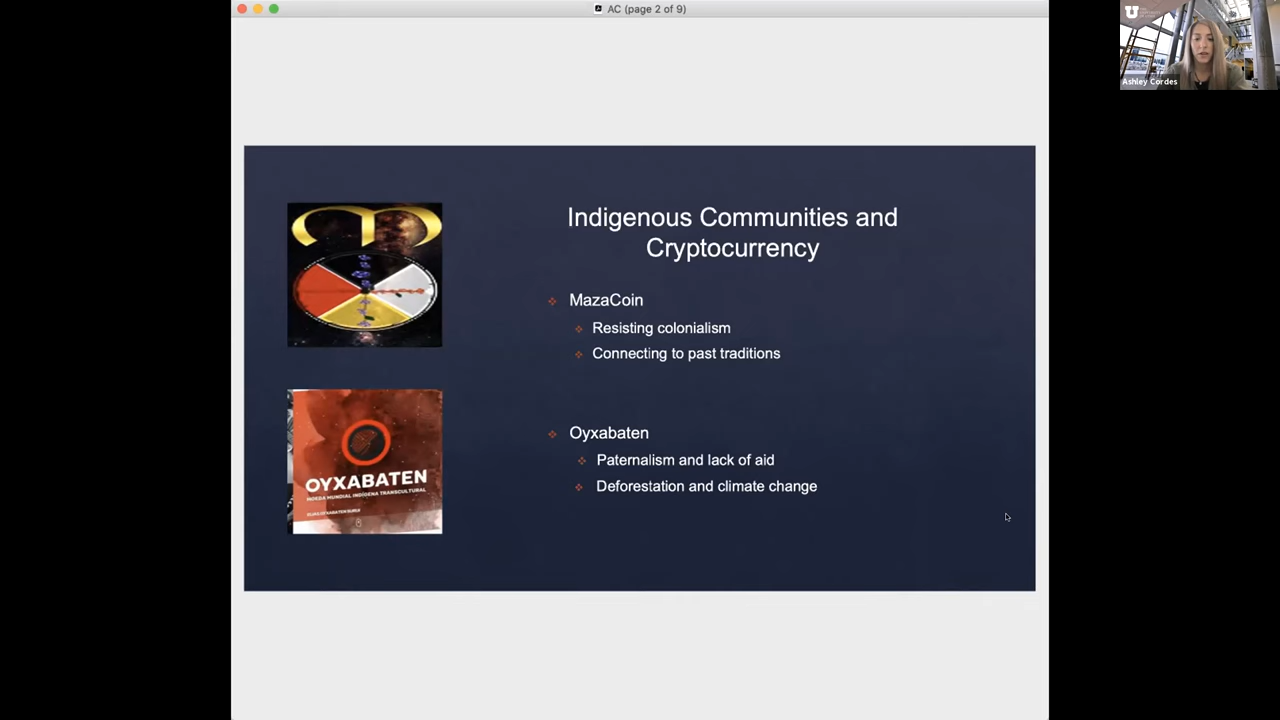 AC (page 2 of 9)
U
Ashley Cordes
Indigenous Communities and
Cryptocurrency
MazaCoin
Resisting colonialism
Connecting to past traditions
OYXABATEN
MOEDA MUNDIAL INDÍGENA TRANSCULTURAL
Oyxabaten
Paternalism and lack of aid
Deforestation and climate change